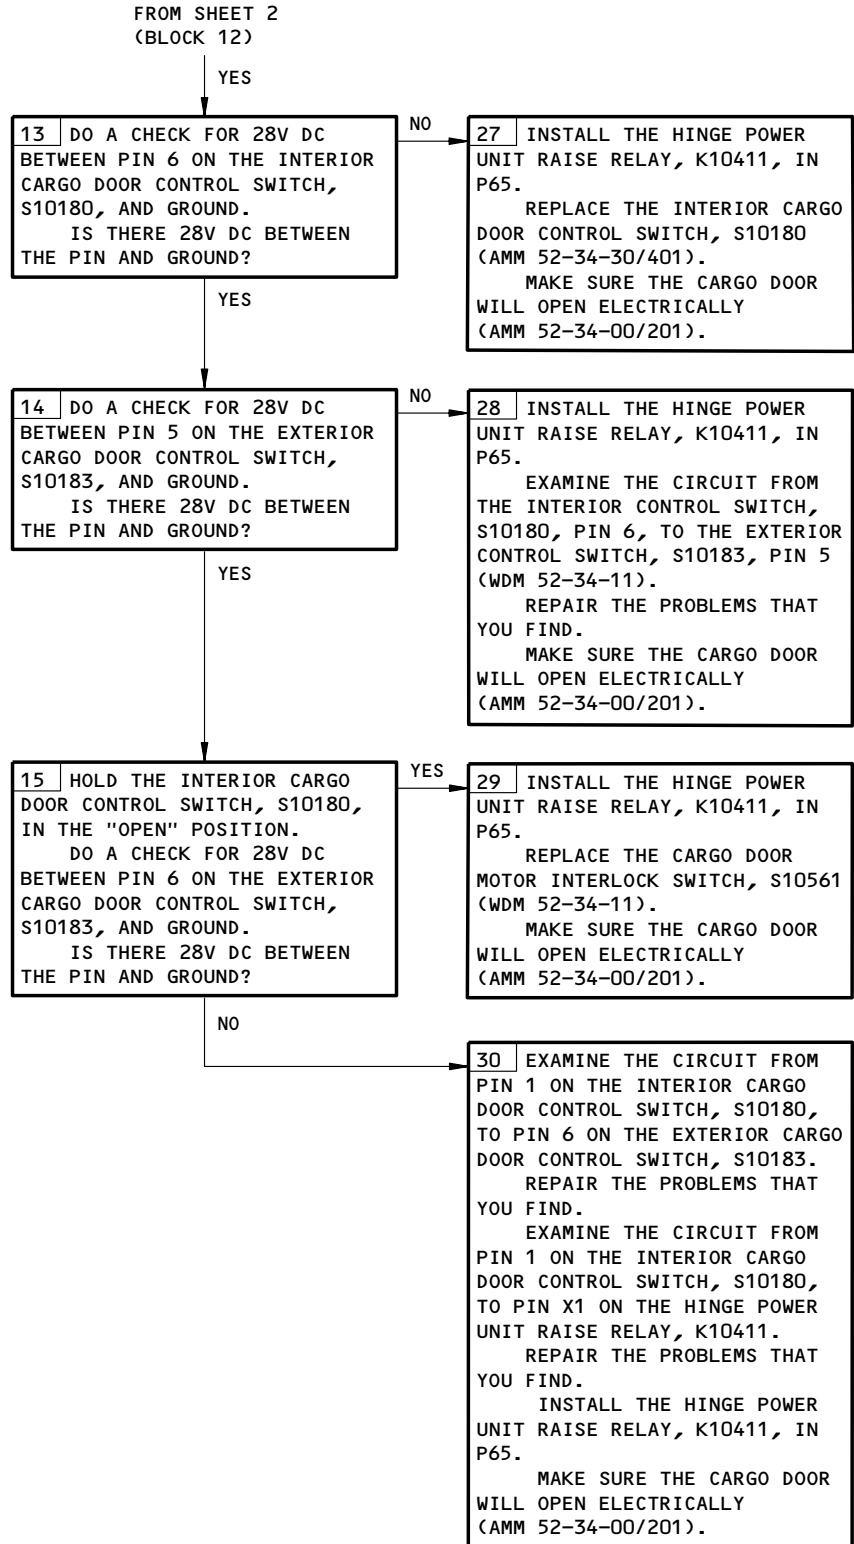 FROM SHEET 2
(BLOCK 12)
YES
13 DO A CHECK FOR 28V DC
BETWEEN PIN 6 ON THE INTERIOR
CARGO DOOR CONTROL SWITCH,
S10180, AND GROUND.
IS THERE 28V DC BETWEEN
THE PIN AND GROUND?
NO
27 INSTALL THE HINGE POWER
UNIT RAISE RELAY, K10411, IN
P65.
REPLACE THE INTERIOR CARGO
DOOR CONTROL SWITCH, S10180
(AMM 52-34-30/401).
MAKE SURE THE CARGO DOOR
WILL OPEN ELECTRICALLY
(AMM 52-34-00/201).
YES
14 DO A CHECK FOR 28V DC
BETWEEN PIN 5 ON THE EXTERIOR
CARGO DOOR CONTROL SWITCH,
S10183, AND GROUND.
IS THERE 28V DC BETWEEN
THE PIN AND GROUND?
NO
28 INSTALL THE HINGE POWER
UNIT RAISE RELAY, K10411, IN
P65.
EXAMINE THE CIRCUIT FROM
THE INTERIOR CONTROL SWITCH,
S10180, PIN 6, TO THE EXTERIOR
CONTROL SWITCH, S10183, PIN 5
(WDM 52-34-11).
REPAIR THE PROBLEMS THAT
YOU FIND.
MAKE SURE THE CARGO DOOR
WILL OPEN ELECTRICALLY
(AMM 52-34-00/201).
YES
15 HOLD THE INTERIOR CARGO
DOOR CONTROL SWITCH, S10180,
IN THE "OPEN" POSITION.
DO A CHECK FOR 28V DC
BETWEEN PIN 6 ON THE EXTERIOR
CARGO DOOR CONTROL SWITCH,
S10183, AND GROUND.
IS THERE 28V DC BETWEEN
THE PIN AND GROUND?
YES
29 INSTALL THE HINGE POWER
UNIT RAISE RELAY, K10411, IN
P65.
REPLACE THE CARGO DOOR
MOTOR INTERLOCK SWITCH, S10561
(WDM 52-34-11).
MAKE SURE THE CARGO DOOR
WILL OPEN ELECTRICALLY
(AMM 52-34-00/201).
NO
30 EXAMINE THE CIRCUIT FROM
PIN 1 ON THE INTERIOR CARGO
DOOR CONTROL SWITCH, S10180,
TO PIN 6 ON THE EXTERIOR CARGO
DOOR CONTROL SWITCH, S10183.
REPAIR THE PROBLEMS THAT
YOU FIND.
EXAMINE THE CIRCUIT FROM
PIN 1 ON THE INTERIOR CARGO
DOOR CONTROL SWITCH, S10180,
TO PIN X1 ON THE HINGE POWER
UNIT RAISE RELAY, K10411.
REPAIR THE PROBLEMS THAT
YOU FIND.
INSTALL THE HINGE POWER
UNIT RAISE RELAY, K10411, IN
P65.
MAKE SURE THE CARGO DOOR
WILL OPEN ELECTRICALLY
(AMM 52-34-00/201).